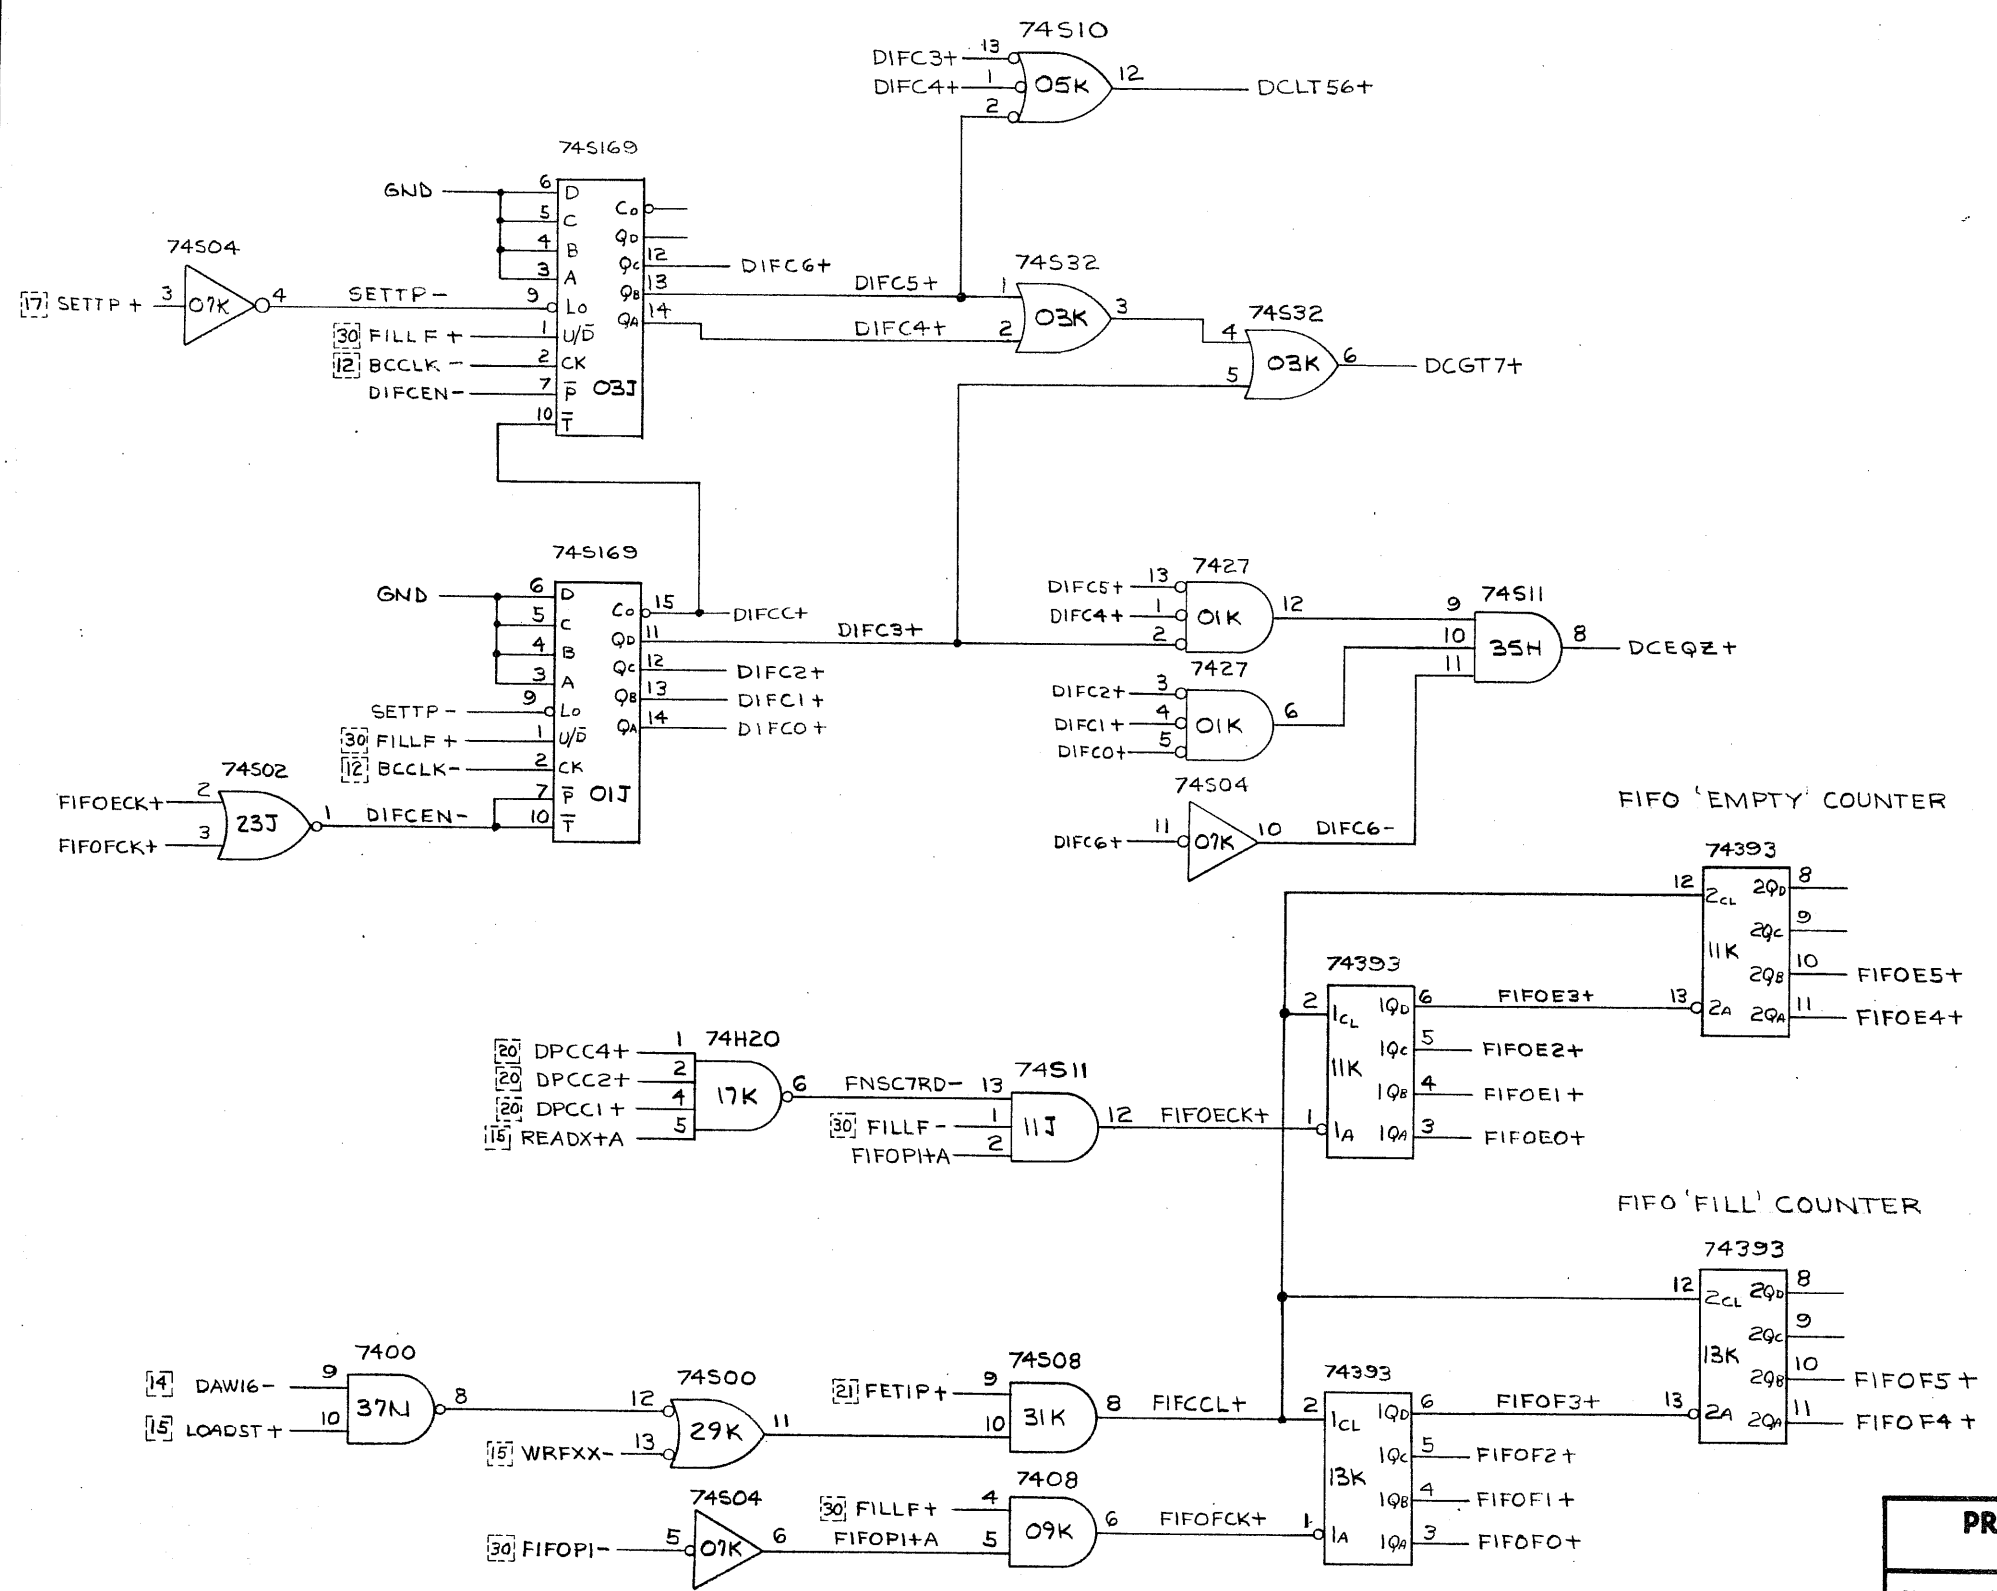 74S10
DIFC3+ 13
DIFC4+ 1 05K 12 DCLT56+
2
74S169
GND 6 D
5 C Co
4 B QD
3 A QC 12 DIFC6+
74S04
[17] SETTP+ 3 07K 4 SETTP- 9 Lo QB 13 DIFC5+
[30] FILLF+ 1 U/D̅ QA 14 DIFC4+
[12] BCCLK- 2 CK
DIFCEN- 7 P̅ 03J
10 T̅
74S32
1 03K 3
2
74S32
4 03K 6 DCGT7+
5
74S169
GND 6 D
5 C Co 15 DIFCC+
4 B QD 11 DIFC3+
3 A QC 12 DIFC2+
SETTP- 9 Lo QB 13 DIFC1+
[30] FILLF+ 1 U/D̅ QA 14 DIFC0+
[12] BCCLK- 2 CK
7 P̅ 01J
10 T̅
74S02
FIFOECK+ 2 23J 1 DIFCEN-
FIFOFCK+ 3
7427
DIFC5+ 13
DIFC4+ 1 01K 12
2
7427
DIFC2+ 3
DIFC1+ 4 01K 6
DIFC0+ 5
74S04
DIFC6+ 11 07K 10 DIFC6-
74S11
9
10 35H 8 DCEQZ+
11
FIFO 'EMPTY' COUNTER
74393
12 2CL 2QD 8
2QC 9
11K 2QB 10 FIFOE5+
13 2A 2QA 11 FIFOE4+
74393
2 1CL 1QD 6 FIFOE3+
1QC 5 FIFOE2+
11K 1QB 4 FIFOE1+
1 1A 1QA 3 FIFOE0+
74H20
[20] DPCC4+ 1
[20] DPCC2+ 2 17K 6 FNSC7RD-
[20] DPCC1+ 4
[15] READX+A 5
74S11
13
[30] FILLF- 1 11J 12 FIFOECK+
FIFOPI+A 2
FIFO 'FILL' COUNTER
74393
12 2CL 2QD 8
2QC 9
13K 2QB 10 FIFOF5+
13 2A 2QA 11 FIFOF4+
7400
[14] DAW16- 9 37N 8
[15] LOADST+ 10
74S00
12 29K 11
[15] WRFXX- 13
74S08
[21] FETIP+ 9 31K 8 FIFCCL+
10
74393
2 1CL 1QD 6 FIFOF3+
1QC 5 FIFOF2+
13K 1QB 4 FIFOF1+
1 1A 1QA 3 FIFOF0+
7408
[30] FILLF+ 4 09K 6 FIFOFCK+
FIFOPI+A 5
74S04
[30] FIFOPI- 5 07K 6
PR